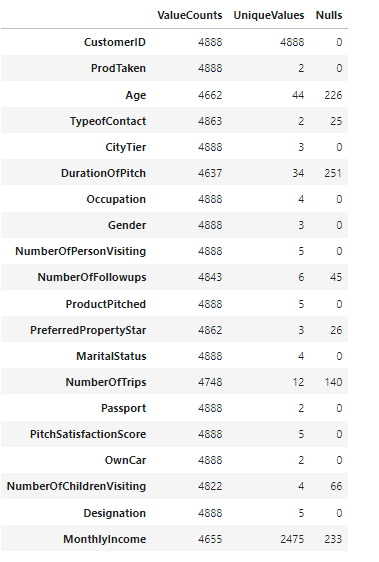 ValueCounts UniqueValues Nulls
CustomerID 4888 4888 0
ProdTaken 4888 2 0
Age 4662 44 226
TypeofContact 4863 2 25
CityTier 4888 3 0
DurationOfPitch 4637 34 251
Occupation 4888 4 0
Gender 4888 3 0
NumberOfPersonVisiting 4888 5 0
NumberOfFollowups 4843 6 45
ProductPitched 4888 5 0
PreferredPropertyStar 4862 3 26
MaritalStatus 4888 4 0
NumberOfTrips 4748 12 140
Passport 4888 2 0
PitchSatisfactionScore 4888 5 0
OwnCar 4888 2 0
NumberOfChildrenVisiting 4822 4 66
Designation 4888 5 0
MonthlyIncome 4655 2475 233